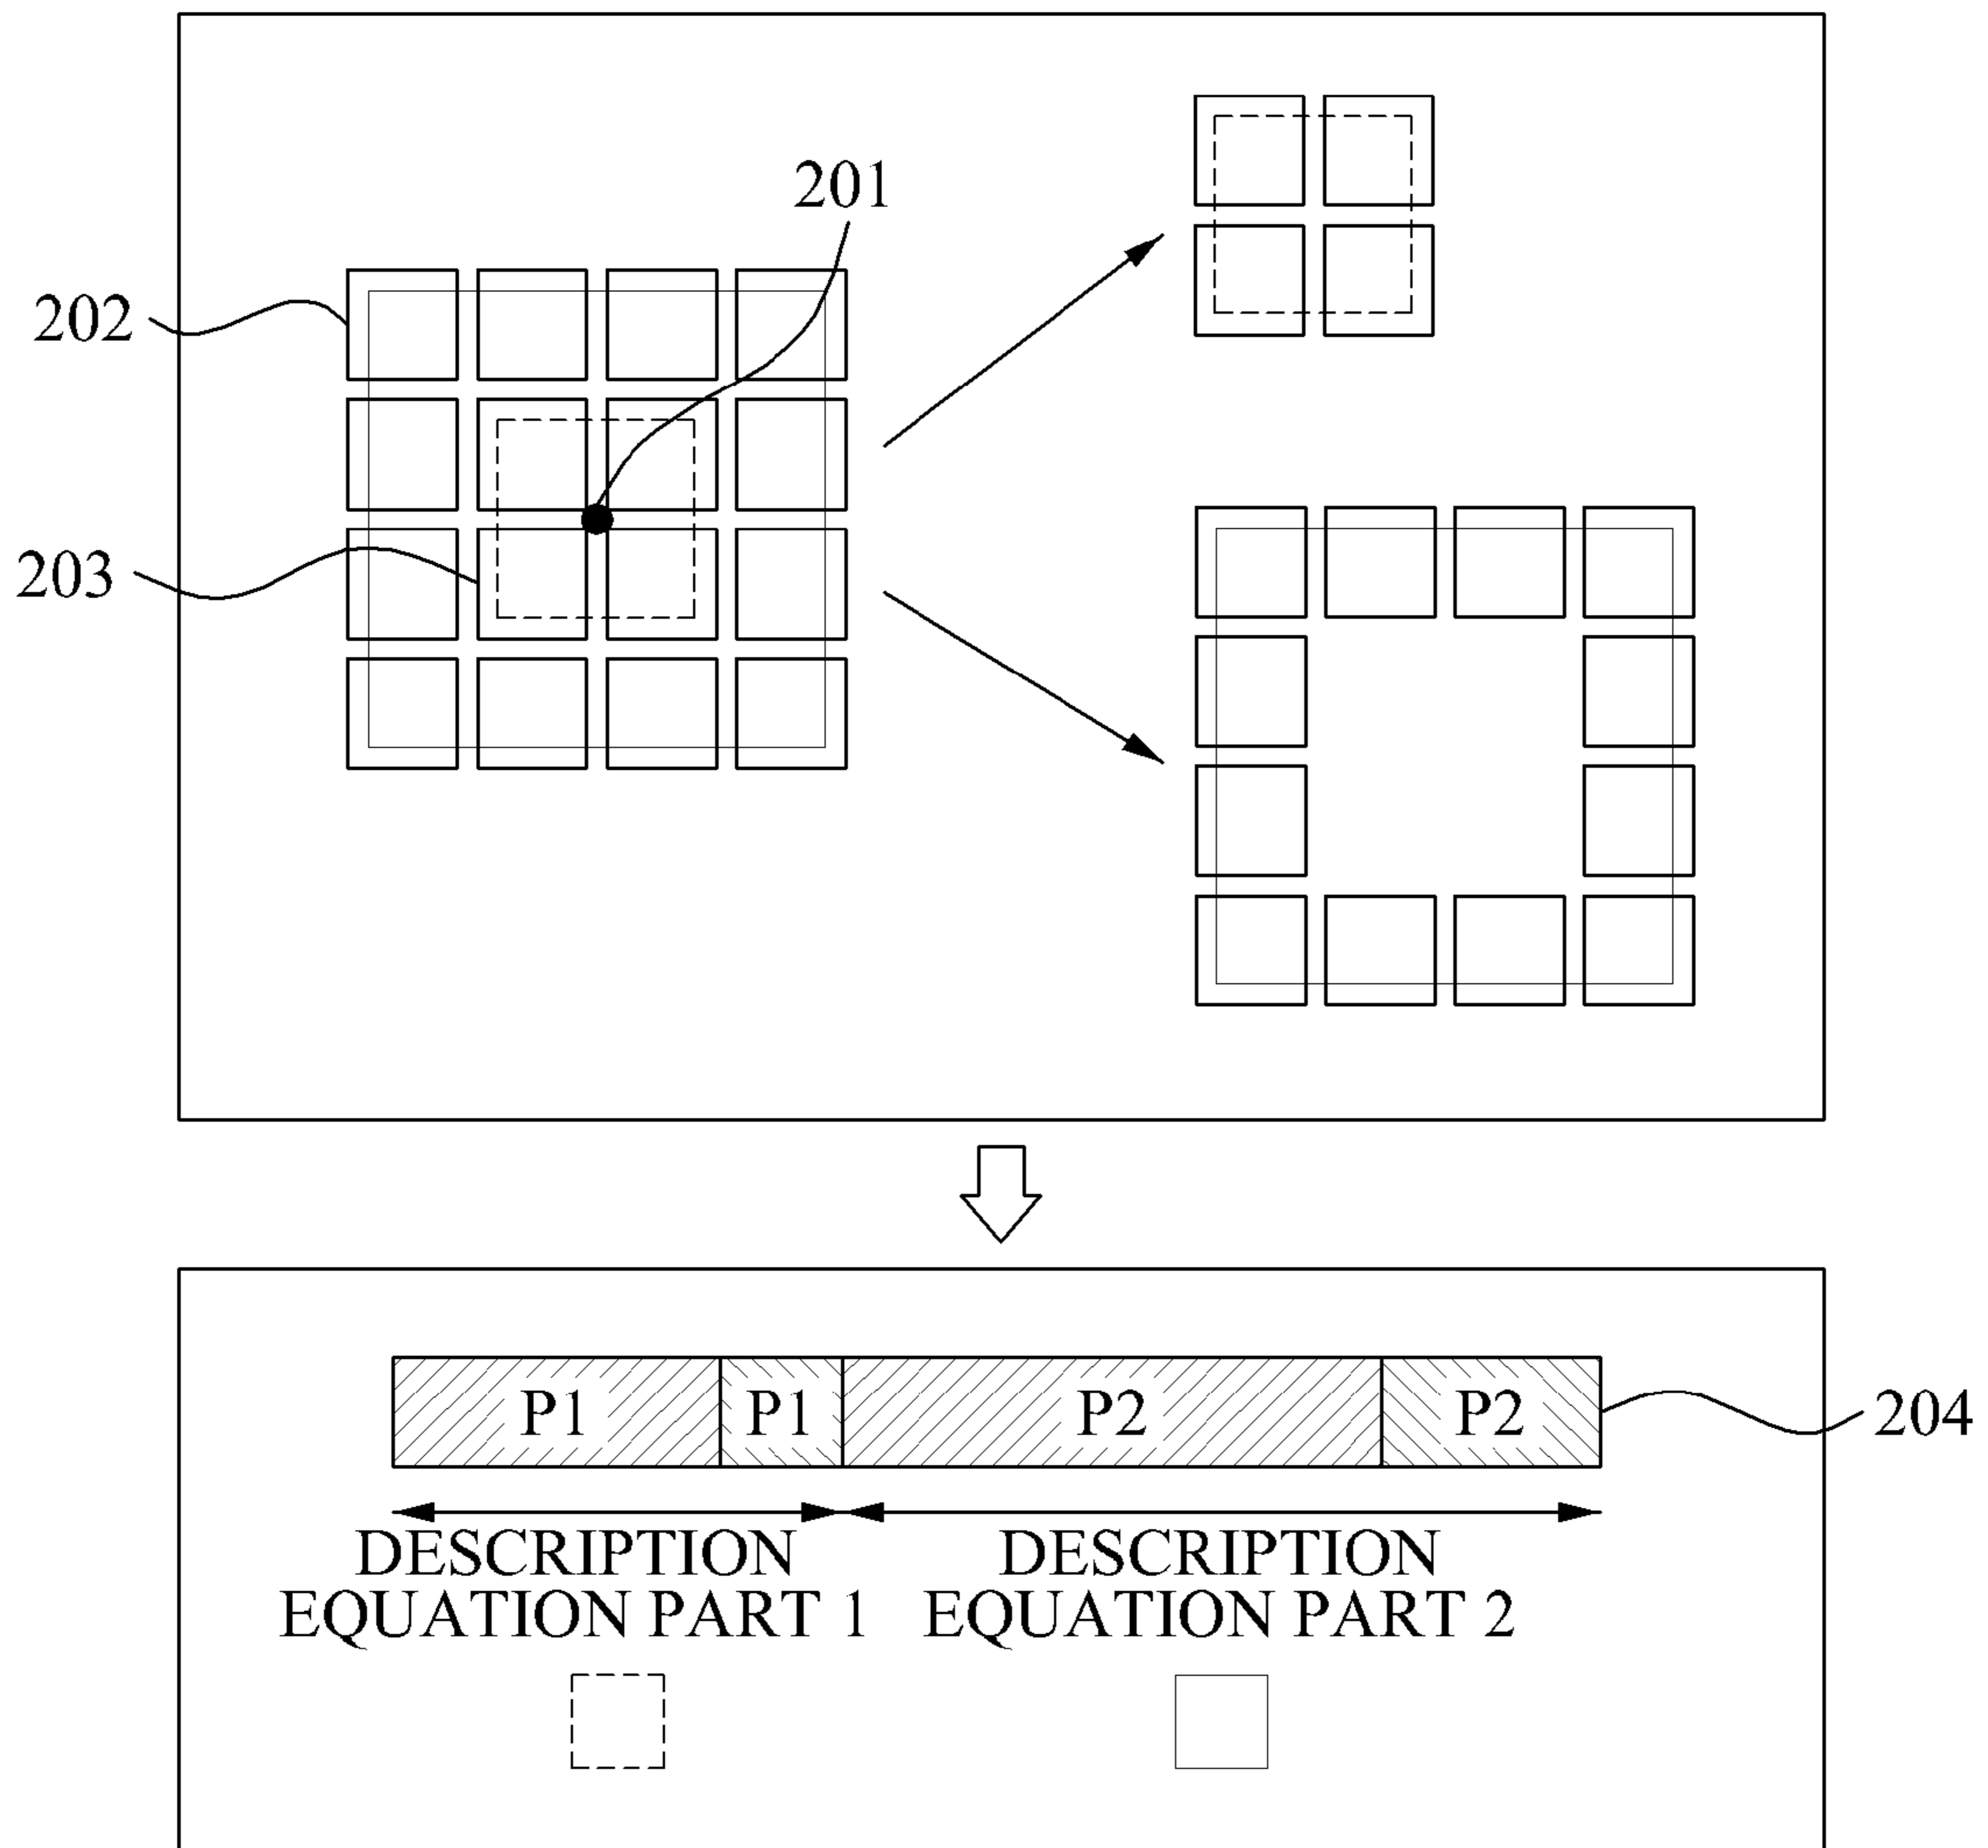 201
202
203
P1 P1 P2 P2
204
DESCRIPTION
EQUATION PART 1
DESCRIPTION
EQUATION PART 2